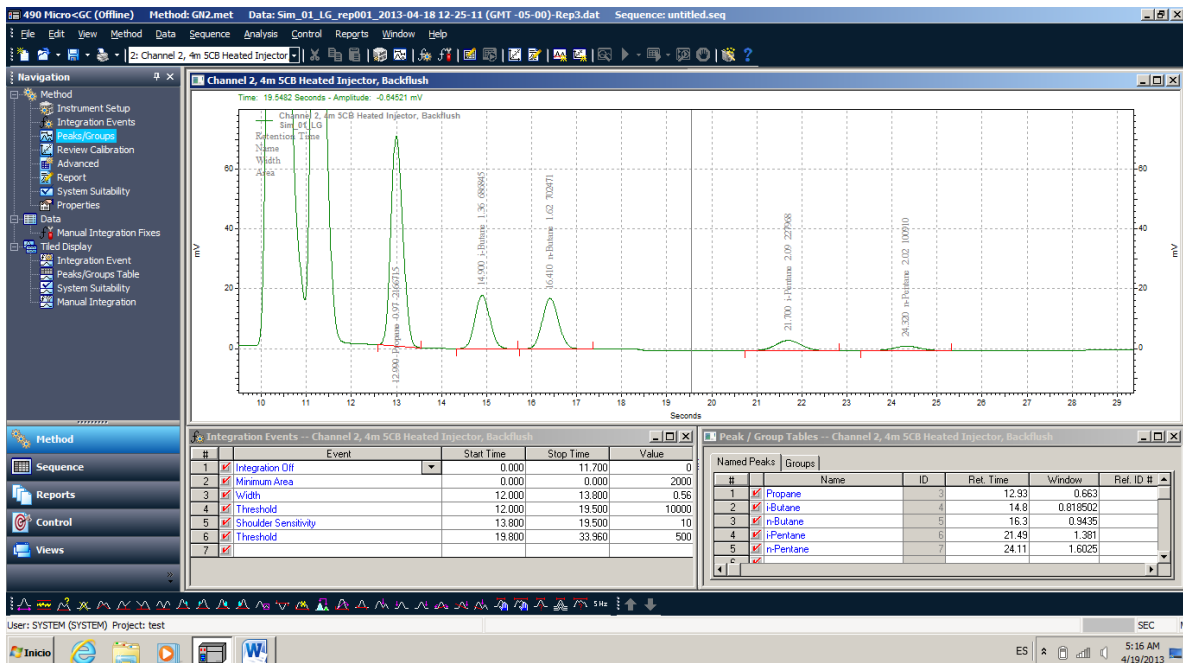 490 Micro<GC (Offline) Method: GN2.met Data: Sim_01_LG_rep001_2013-04-18 12-25-11 (GMT -05-00)-Rep3.dat Sequence: untitled.seq
File Edit View Method Data Sequence Analysis Control Reports Window Help
2: Channel 2, 4m 5CB Heated Injector
Navigation
Method
Instrument Setup
Integration Events
Peaks/Groups
Review Calibration
Advanced
Report
System Suitability
Properties
Data
Manual Integration Fixes
Tiled Display
Integration Event
Peaks/Groups Table
System Suitability
Manual Integration
Method
Sequence
Reports
Control
Views
Channel 2, 4m 5CB Heated Injector, Backflush
Time: 19.5482 Seconds - Amplitude: -0.64521 mV
Channel 2, 4m 5CB Heated Injector, Backflush
Sim_01_LG
Retention Time
Name
Width
Area
60
40
20
0
mV
12.990 Propane 0.97 2166715
14.900 i-Butane 1.36 686845
16.410 n-Butane 1.62 702471
21.700 i-Pentane 2.09 227968
24.320 n-Pentane 2.02 100910
60
40
20
0
mV
10 11 12 13 14 15 16 17 18 19 20 21 22 23 24 25 26 27 28 29
Seconds
Integration Events -- Channel 2, 4m 5CB Heated Injector, Backflush
# Event Start Time Stop Time Value
1 Integration Off 0.000 11.700 0
2 Minimum Area 0.000 0.000 2000
3 Width 12.000 13.800 0.56
4 Threshold 12.000 19.500 10000
5 Shoulder Sensitivity 13.800 19.500 10
6 Threshold 19.800 33.960 500
7
Peak / Group Tables -- Channel 2, 4m 5CB Heated Injector, Backflush
Named Peaks Groups
# Name ID Ret. Time Window Ref. ID #
1 Propane 3 12.93 0.663
2 i-Butane 4 14.8 0.818502
3 n-Butane 5 16.3 0.9435
4 i-Pentane 6 21.49 1.381
5 n-Pentane 7 24.11 1.6025
5 Hz
User: SYSTEM (SYSTEM) Project: test
SEC
Inicio
ES
5:16 AM
4/19/2013